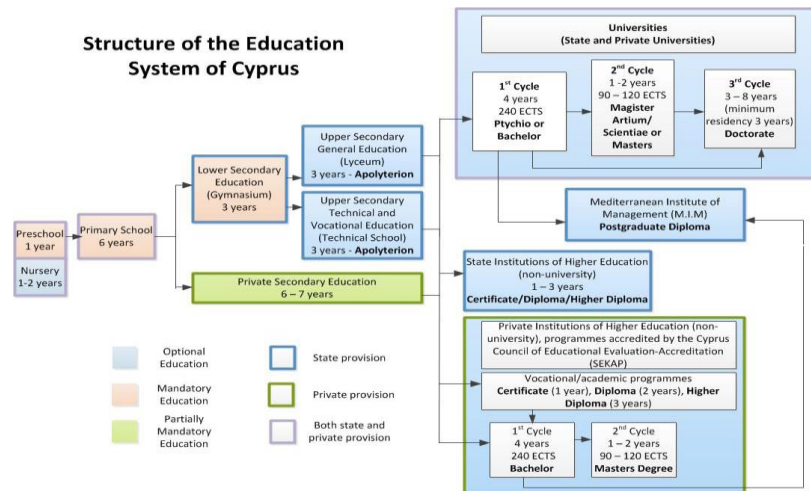 Structure of the Education
System of Cyprus
Universities
(State and Private Universities)
1st Cycle
4 years
240 ECTS
Ptychio or
Bachelor
2nd Cycle
1 -2 years
90 – 120 ECTS
Magister
Artium/
Scientiae or
Masters
3rd Cycle
3 – 8 years
(minimum
residency 3 years)
Doctorate
Upper Secondary
General Education
(Lyceum)
3 years - Apolyterion
Lower Secondary
Education
(Gymnasium)
3 years
Upper Secondary
Technical and
Vocational Education
(Technical School)
3 years - Apolyterion
Mediterranean Institute of
Management (M.I.M)
Postgraduate Diploma
Preschool
1 year
Nursery
1-2 years
Primary School
6 years
Private Secondary Education
6 – 7 years
State Institutions of Higher Education
(non-university)
1 – 3 years
Certificate/Diploma/Higher Diploma
Private Institutions of Higher Education (non-
university), programmes accredited by the Cyprus
Council of Educational Evaluation-Accreditation
(SEKAP)
Vocational/academic programmes
Certificate (1 year), Diploma (2 years), Higher
Diploma (3 years)
1st Cycle
4 years
240 ECTS
Bachelor
2nd Cycle
1 – 2 years
90 – 120 ECTS
Masters Degree
Optional
Education
State provision
Mandatory
Education
Private provision
Partially
Mandatory
Education
Both state and
private provision